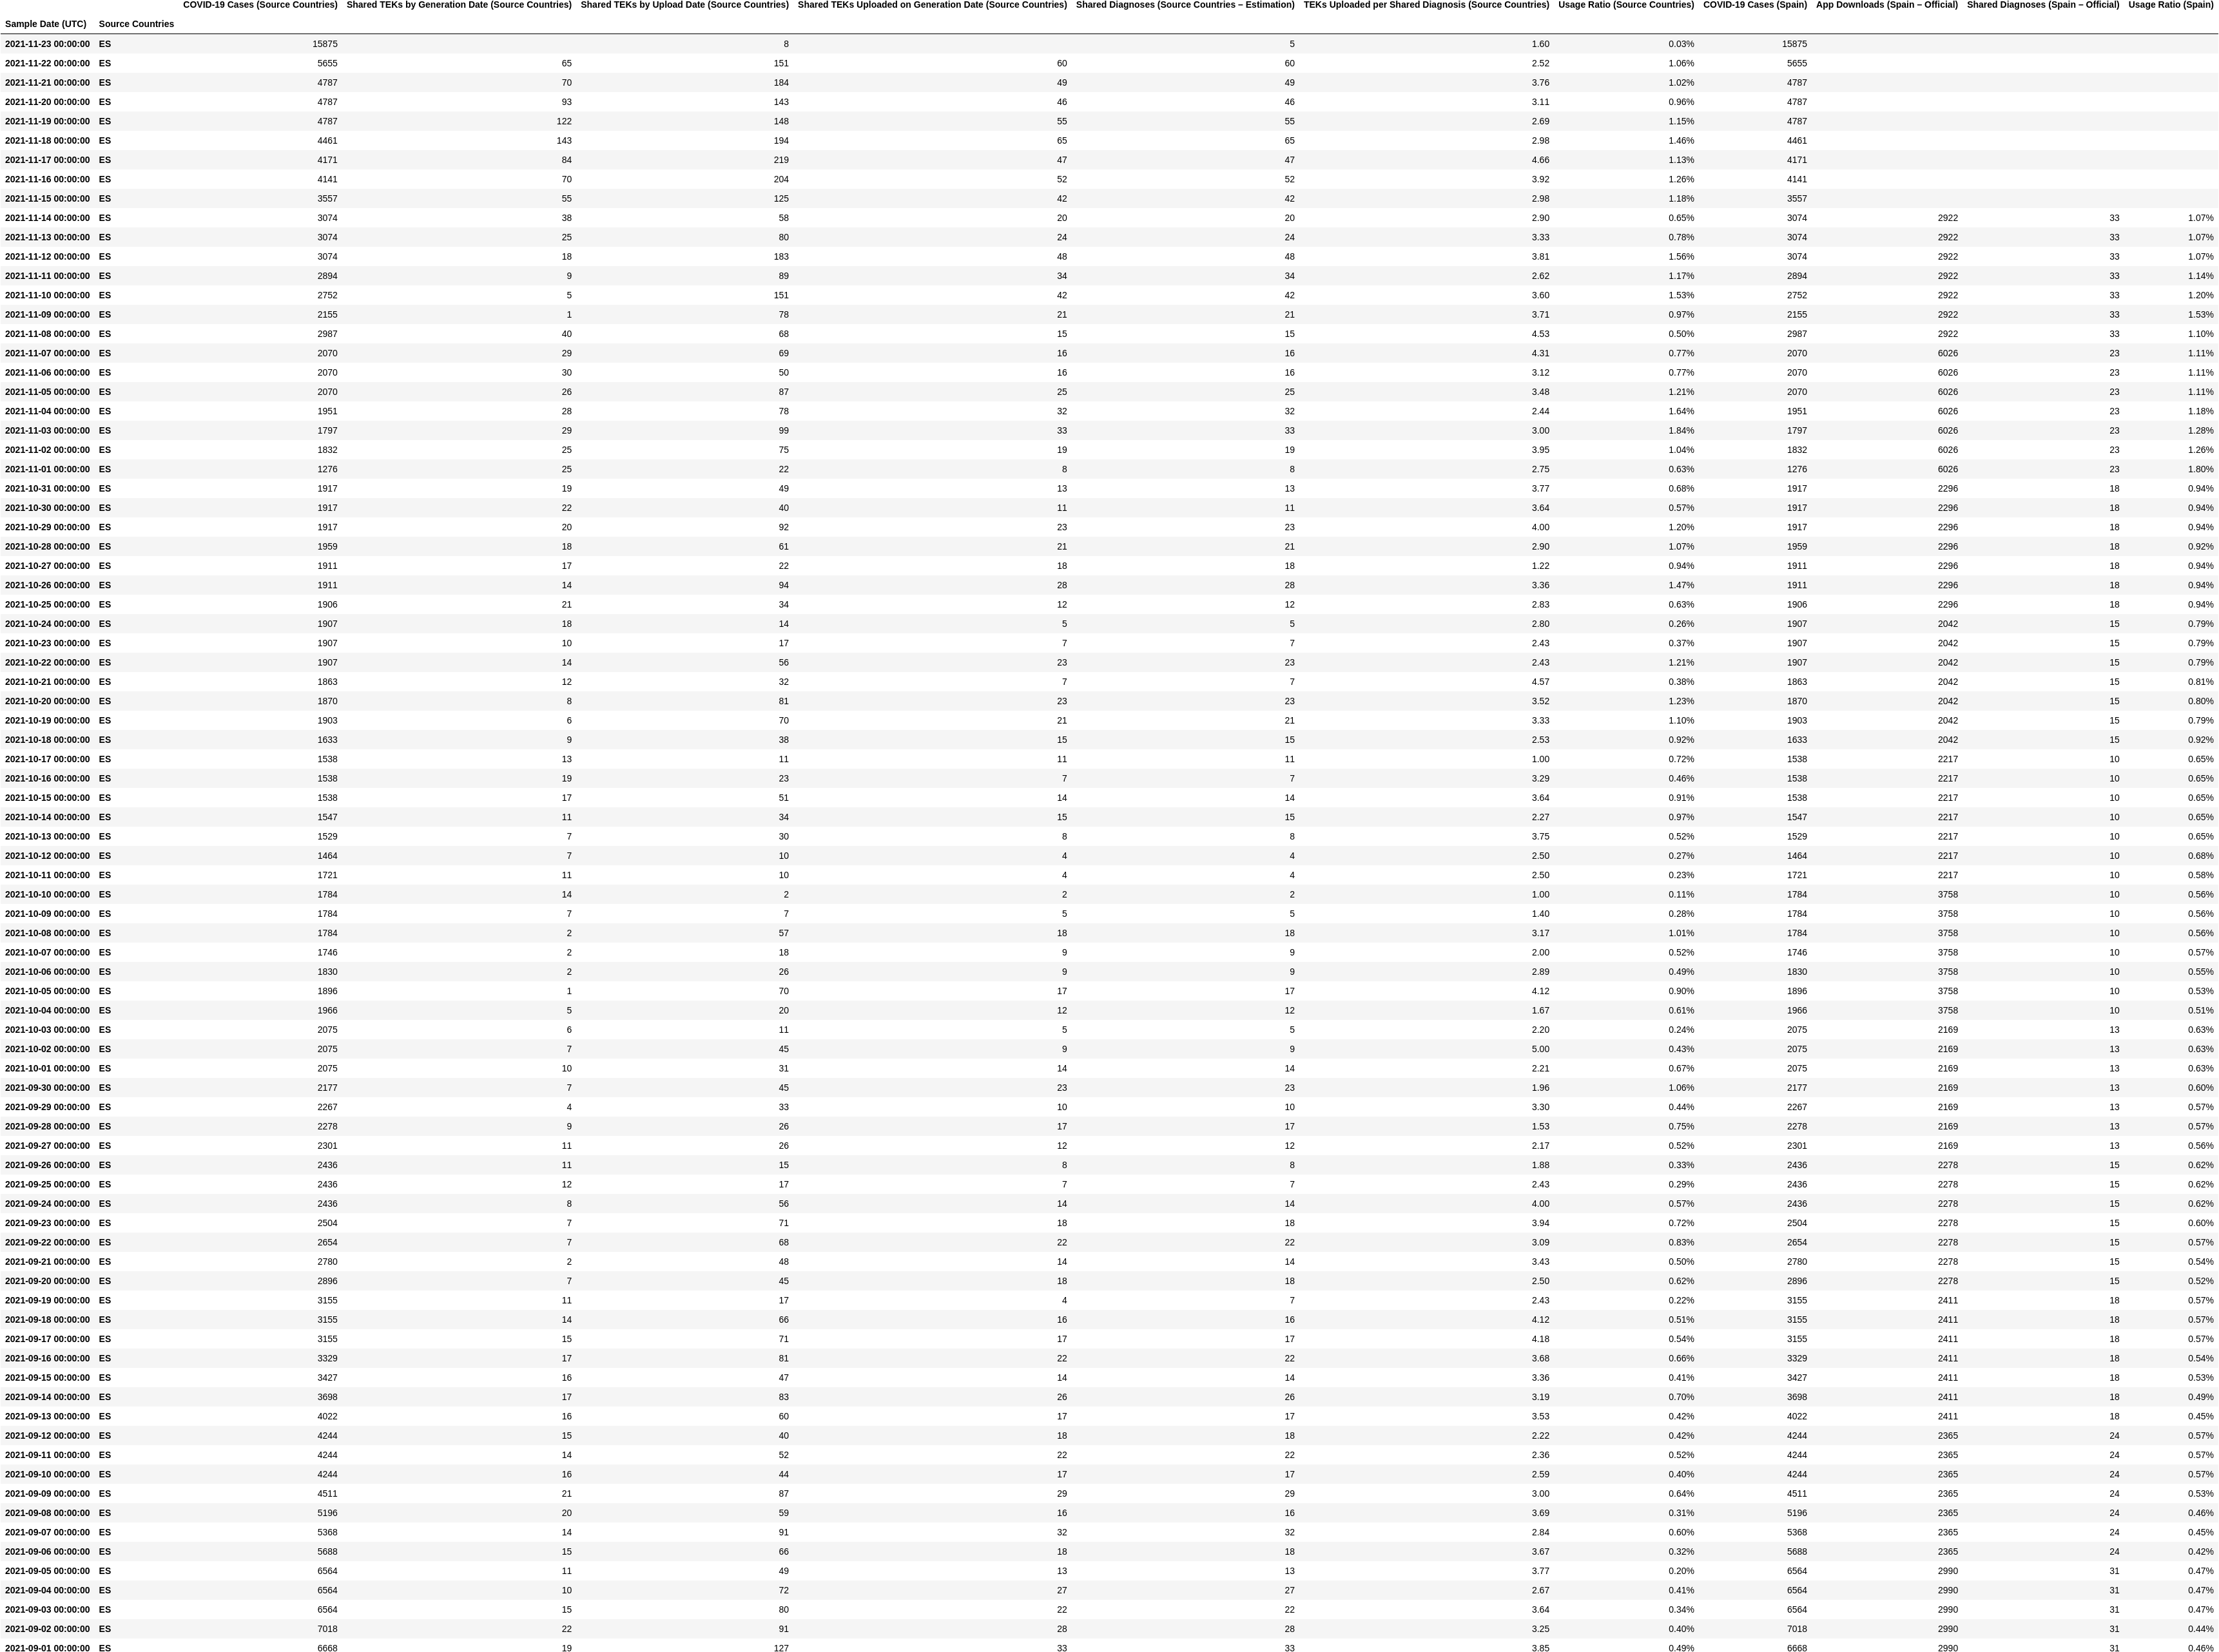 COVID-19 Cases (Source Countries) Shared TEKs by Generation Date (Source Countries) Shared TEKs by Upload Date (Source Countries) Shared TEKs Uploaded on Generation Date (Source Countries) Shared Diagnoses (Source Countries – Estimation) TEKs Uploaded per Shared Diagnosis (Source Countries) Usage Ratio (Source Countries) COVID-19 Cases (Spain) App Downloads (Spain – Official) Shared Diagnoses (Spain – Official) Usage Ratio (Spain)
Sample Date (UTC) Source Countries
2021-11-23 00:00:00 ES 15875 8 5 1.60 0.03% 15875
2021-11-22 00:00:00 ES 5655 65 151 60 60 2.52 1.06% 5655
2021-11-21 00:00:00 ES 4787 70 184 49 49 3.76 1.02% 4787
2021-11-20 00:00:00 ES 4787 93 143 46 46 3.11 0.96% 4787
2021-11-19 00:00:00 ES 4787 122 148 55 55 2.69 1.15% 4787
2021-11-18 00:00:00 ES 4461 143 194 65 65 2.98 1.46% 4461
2021-11-17 00:00:00 ES 4171 84 219 47 47 4.66 1.13% 4171
2021-11-16 00:00:00 ES 4141 70 204 52 52 3.92 1.26% 4141
2021-11-15 00:00:00 ES 3557 55 125 42 42 2.98 1.18% 3557
2021-11-14 00:00:00 ES 3074 38 58 20 20 2.90 0.65% 3074 2922 33 1.07%
2021-11-13 00:00:00 ES 3074 25 80 24 24 3.33 0.78% 3074 2922 33 1.07%
2021-11-12 00:00:00 ES 3074 18 183 48 48 3.81 1.56% 3074 2922 33 1.07%
2021-11-11 00:00:00 ES 2894 9 89 34 34 2.62 1.17% 2894 2922 33 1.14%
2021-11-10 00:00:00 ES 2752 5 151 42 42 3.60 1.53% 2752 2922 33 1.20%
2021-11-09 00:00:00 ES 2155 1 78 21 21 3.71 0.97% 2155 2922 33 1.53%
2021-11-08 00:00:00 ES 2987 40 68 15 15 4.53 0.50% 2987 2922 33 1.10%
2021-11-07 00:00:00 ES 2070 29 69 16 16 4.31 0.77% 2070 6026 23 1.11%
2021-11-06 00:00:00 ES 2070 30 50 16 16 3.12 0.77% 2070 6026 23 1.11%
2021-11-05 00:00:00 ES 2070 26 87 25 25 3.48 1.21% 2070 6026 23 1.11%
2021-11-04 00:00:00 ES 1951 28 78 32 32 2.44 1.64% 1951 6026 23 1.18%
2021-11-03 00:00:00 ES 1797 29 99 33 33 3.00 1.84% 1797 6026 23 1.28%
2021-11-02 00:00:00 ES 1832 25 75 19 19 3.95 1.04% 1832 6026 23 1.26%
2021-11-01 00:00:00 ES 1276 25 22 8 8 2.75 0.63% 1276 6026 23 1.80%
2021-10-31 00:00:00 ES 1917 19 49 13 13 3.77 0.68% 1917 2296 18 0.94%
2021-10-30 00:00:00 ES 1917 22 40 11 11 3.64 0.57% 1917 2296 18 0.94%
2021-10-29 00:00:00 ES 1917 20 92 23 23 4.00 1.20% 1917 2296 18 0.94%
2021-10-28 00:00:00 ES 1959 18 61 21 21 2.90 1.07% 1959 2296 18 0.92%
2021-10-27 00:00:00 ES 1911 17 22 18 18 1.22 0.94% 1911 2296 18 0.94%
2021-10-26 00:00:00 ES 1911 14 94 28 28 3.36 1.47% 1911 2296 18 0.94%
2021-10-25 00:00:00 ES 1906 21 34 12 12 2.83 0.63% 1906 2296 18 0.94%
2021-10-24 00:00:00 ES 1907 18 14 5 5 2.80 0.26% 1907 2042 15 0.79%
2021-10-23 00:00:00 ES 1907 10 17 7 7 2.43 0.37% 1907 2042 15 0.79%
2021-10-22 00:00:00 ES 1907 14 56 23 23 2.43 1.21% 1907 2042 15 0.79%
2021-10-21 00:00:00 ES 1863 12 32 7 7 4.57 0.38% 1863 2042 15 0.81%
2021-10-20 00:00:00 ES 1870 8 81 23 23 3.52 1.23% 1870 2042 15 0.80%
2021-10-19 00:00:00 ES 1903 6 70 21 21 3.33 1.10% 1903 2042 15 0.79%
2021-10-18 00:00:00 ES 1633 9 38 15 15 2.53 0.92% 1633 2042 15 0.92%
2021-10-17 00:00:00 ES 1538 13 11 11 11 1.00 0.72% 1538 2217 10 0.65%
2021-10-16 00:00:00 ES 1538 19 23 7 7 3.29 0.46% 1538 2217 10 0.65%
2021-10-15 00:00:00 ES 1538 17 51 14 14 3.64 0.91% 1538 2217 10 0.65%
2021-10-14 00:00:00 ES 1547 11 34 15 15 2.27 0.97% 1547 2217 10 0.65%
2021-10-13 00:00:00 ES 1529 7 30 8 8 3.75 0.52% 1529 2217 10 0.65%
2021-10-12 00:00:00 ES 1464 7 10 4 4 2.50 0.27% 1464 2217 10 0.68%
2021-10-11 00:00:00 ES 1721 11 10 4 4 2.50 0.23% 1721 2217 10 0.58%
2021-10-10 00:00:00 ES 1784 14 2 2 2 1.00 0.11% 1784 3758 10 0.56%
2021-10-09 00:00:00 ES 1784 7 7 5 5 1.40 0.28% 1784 3758 10 0.56%
2021-10-08 00:00:00 ES 1784 2 57 18 18 3.17 1.01% 1784 3758 10 0.56%
2021-10-07 00:00:00 ES 1746 2 18 9 9 2.00 0.52% 1746 3758 10 0.57%
2021-10-06 00:00:00 ES 1830 2 26 9 9 2.89 0.49% 1830 3758 10 0.55%
2021-10-05 00:00:00 ES 1896 1 70 17 17 4.12 0.90% 1896 3758 10 0.53%
2021-10-04 00:00:00 ES 1966 5 20 12 12 1.67 0.61% 1966 3758 10 0.51%
2021-10-03 00:00:00 ES 2075 6 11 5 5 2.20 0.24% 2075 2169 13 0.63%
2021-10-02 00:00:00 ES 2075 7 45 9 9 5.00 0.43% 2075 2169 13 0.63%
2021-10-01 00:00:00 ES 2075 10 31 14 14 2.21 0.67% 2075 2169 13 0.63%
2021-09-30 00:00:00 ES 2177 7 45 23 23 1.96 1.06% 2177 2169 13 0.60%
2021-09-29 00:00:00 ES 2267 4 33 10 10 3.30 0.44% 2267 2169 13 0.57%
2021-09-28 00:00:00 ES 2278 9 26 17 17 1.53 0.75% 2278 2169 13 0.57%
2021-09-27 00:00:00 ES 2301 11 26 12 12 2.17 0.52% 2301 2169 13 0.56%
2021-09-26 00:00:00 ES 2436 11 15 8 8 1.88 0.33% 2436 2278 15 0.62%
2021-09-25 00:00:00 ES 2436 12 17 7 7 2.43 0.29% 2436 2278 15 0.62%
2021-09-24 00:00:00 ES 2436 8 56 14 14 4.00 0.57% 2436 2278 15 0.62%
2021-09-23 00:00:00 ES 2504 7 71 18 18 3.94 0.72% 2504 2278 15 0.60%
2021-09-22 00:00:00 ES 2654 7 68 22 22 3.09 0.83% 2654 2278 15 0.57%
2021-09-21 00:00:00 ES 2780 2 48 14 14 3.43 0.50% 2780 2278 15 0.54%
2021-09-20 00:00:00 ES 2896 7 45 18 18 2.50 0.62% 2896 2278 15 0.52%
2021-09-19 00:00:00 ES 3155 11 17 4 7 2.43 0.22% 3155 2411 18 0.57%
2021-09-18 00:00:00 ES 3155 14 66 16 16 4.12 0.51% 3155 2411 18 0.57%
2021-09-17 00:00:00 ES 3155 15 71 17 17 4.18 0.54% 3155 2411 18 0.57%
2021-09-16 00:00:00 ES 3329 17 81 22 22 3.68 0.66% 3329 2411 18 0.54%
2021-09-15 00:00:00 ES 3427 16 47 14 14 3.36 0.41% 3427 2411 18 0.53%
2021-09-14 00:00:00 ES 3698 17 83 26 26 3.19 0.70% 3698 2411 18 0.49%
2021-09-13 00:00:00 ES 4022 16 60 17 17 3.53 0.42% 4022 2411 18 0.45%
2021-09-12 00:00:00 ES 4244 15 40 18 18 2.22 0.42% 4244 2365 24 0.57%
2021-09-11 00:00:00 ES 4244 14 52 22 22 2.36 0.52% 4244 2365 24 0.57%
2021-09-10 00:00:00 ES 4244 16 44 17 17 2.59 0.40% 4244 2365 24 0.57%
2021-09-09 00:00:00 ES 4511 21 87 29 29 3.00 0.64% 4511 2365 24 0.53%
2021-09-08 00:00:00 ES 5196 20 59 16 16 3.69 0.31% 5196 2365 24 0.46%
2021-09-07 00:00:00 ES 5368 14 91 32 32 2.84 0.60% 5368 2365 24 0.45%
2021-09-06 00:00:00 ES 5688 15 66 18 18 3.67 0.32% 5688 2365 24 0.42%
2021-09-05 00:00:00 ES 6564 11 49 13 13 3.77 0.20% 6564 2990 31 0.47%
2021-09-04 00:00:00 ES 6564 10 72 27 27 2.67 0.41% 6564 2990 31 0.47%
2021-09-03 00:00:00 ES 6564 15 80 22 22 3.64 0.34% 6564 2990 31 0.47%
2021-09-02 00:00:00 ES 7018 22 91 28 28 3.25 0.40% 7018 2990 31 0.44%
2021-09-01 00:00:00 ES 6668 19 127 33 33 3.85 0.49% 6668 2990 31 0.46%